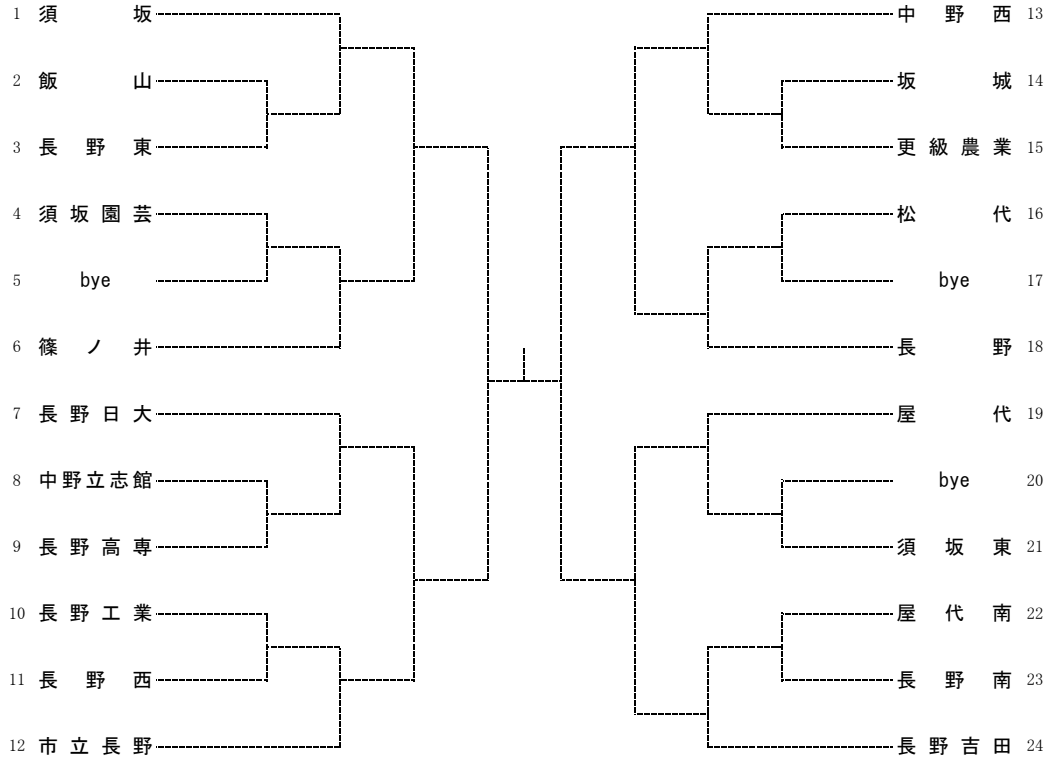 1 須坂
2 飯山
3 長野東
4 須坂園芸
5 bye
6 篠ノ井
7 長野日大
8 中野立志館
9 長野高専
10 長野工業
11 長野西
12 市立長野
中野西 13
坂城 14
更級農業 15
松代 16
bye 17
長野 18
屋代 19
bye 20
須坂東 21
屋代南 22
長野南 23
長野吉田 24